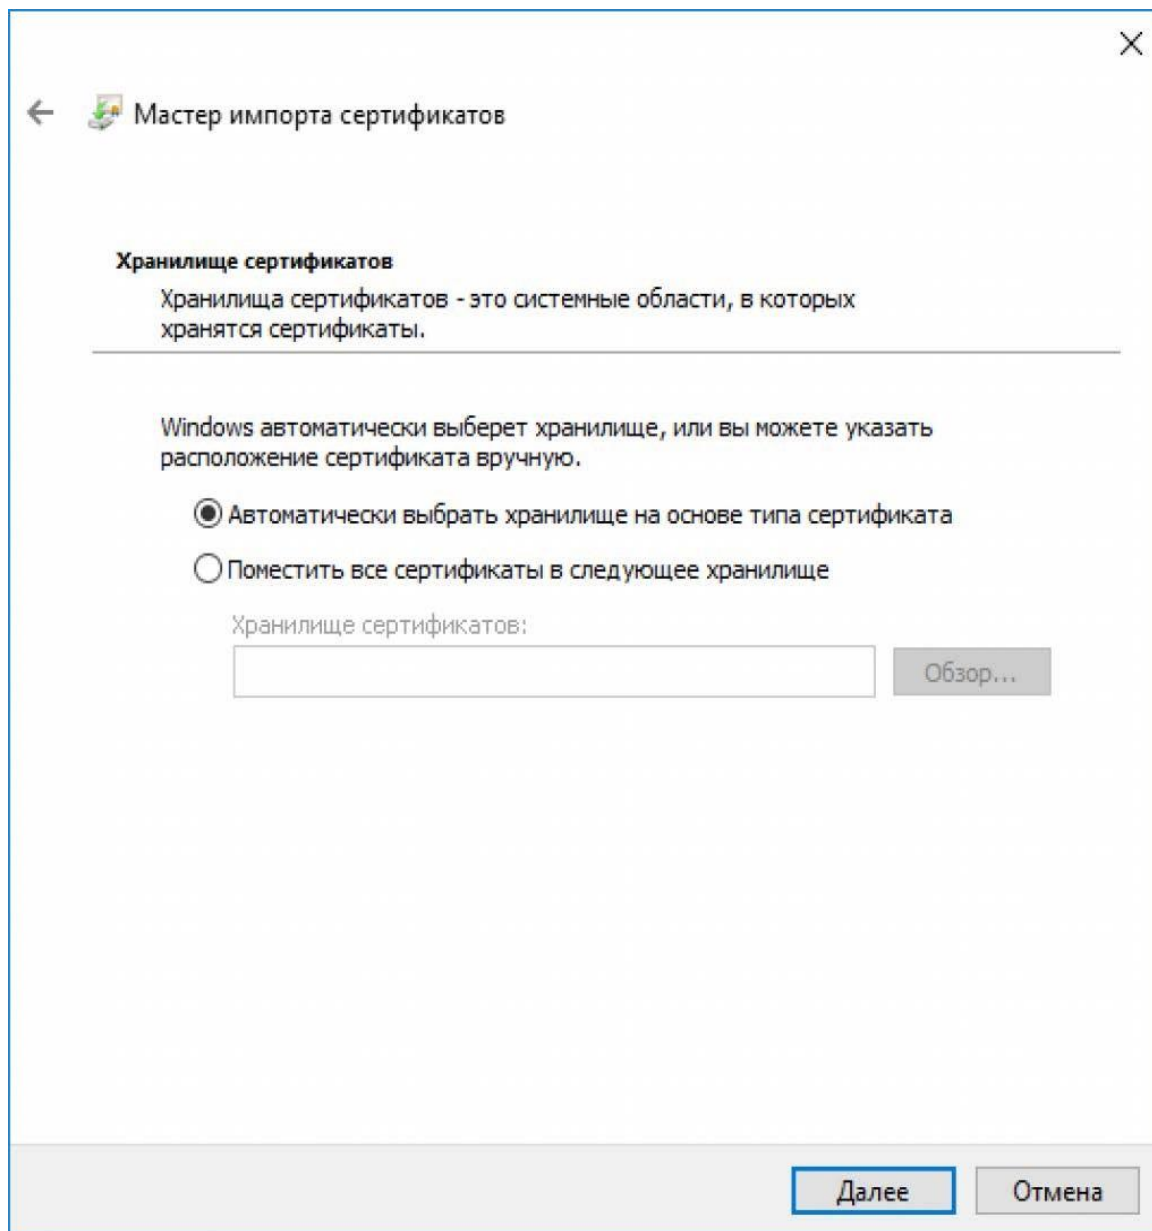 Мастер импорта сертификатов
Хранилище сертификатов
Хранилища сертификатов - это системные области, в которых
хранятся сертификаты.
Windows автоматически выберет хранилище, или вы можете указать
расположение сертификата вручную.
Автоматически выбрать хранилище на основе типа сертификата
Поместить все сертификаты в следующее хранилище
Хранилище сертификатов:
Обзор...
Далее Отмена